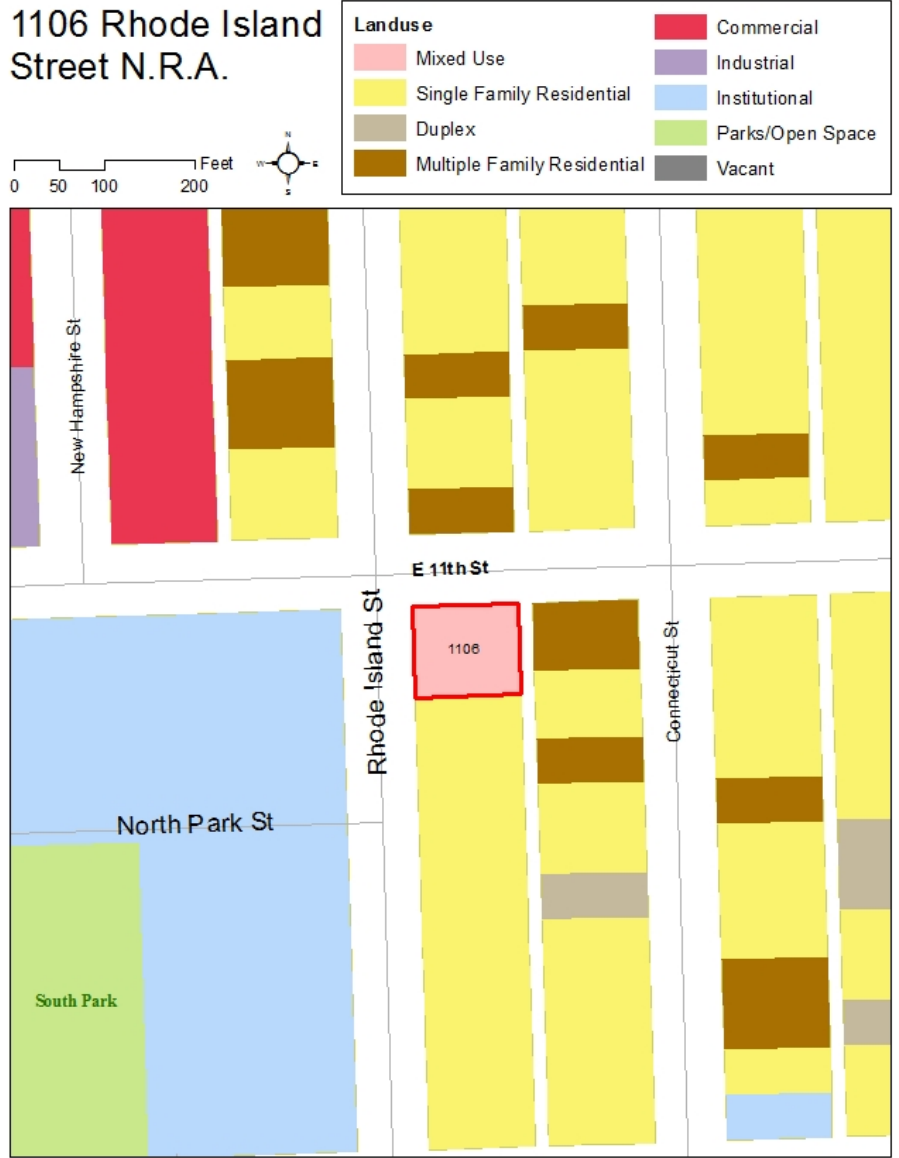 1106 Rhode Island
Street N.R.A.
Landuse
Mixed Use
Single Family Residential
Duplex
Multiple Family Residential
Commercial
Industrial
Institutional
Parks/Open Space
Vacant
Feet
0 50 100 200
N
W E
S
New Hampshire St
E 11th St
Rhode Island St
1106
Connecticut St
North Park St
South Park